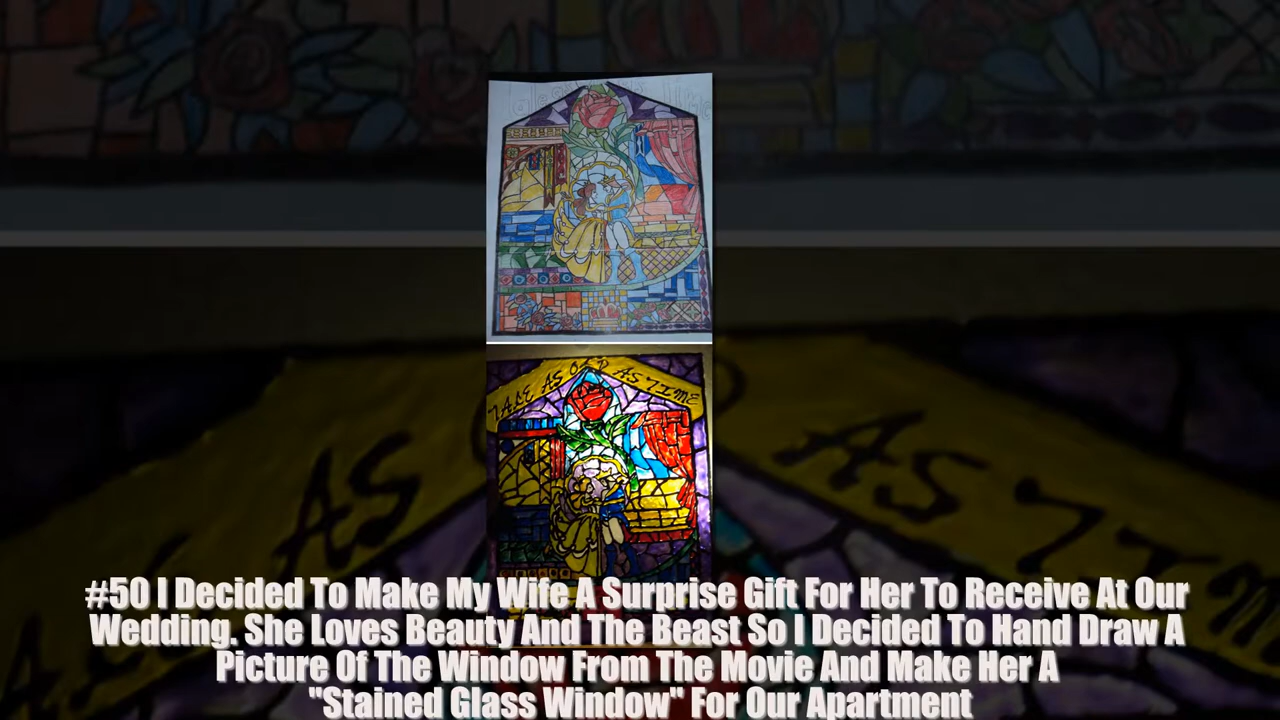 TALE AS OLD AS TIME
#50 I Decided To Make My Wife A Surprise Gift For Her To Receive At Our
Wedding. She Loves Beauty And The Beast So I Decided To Hand Draw A
Picture Of The Window From The Movie And Make Her A
"Stained Glass Window" For Our Apartment